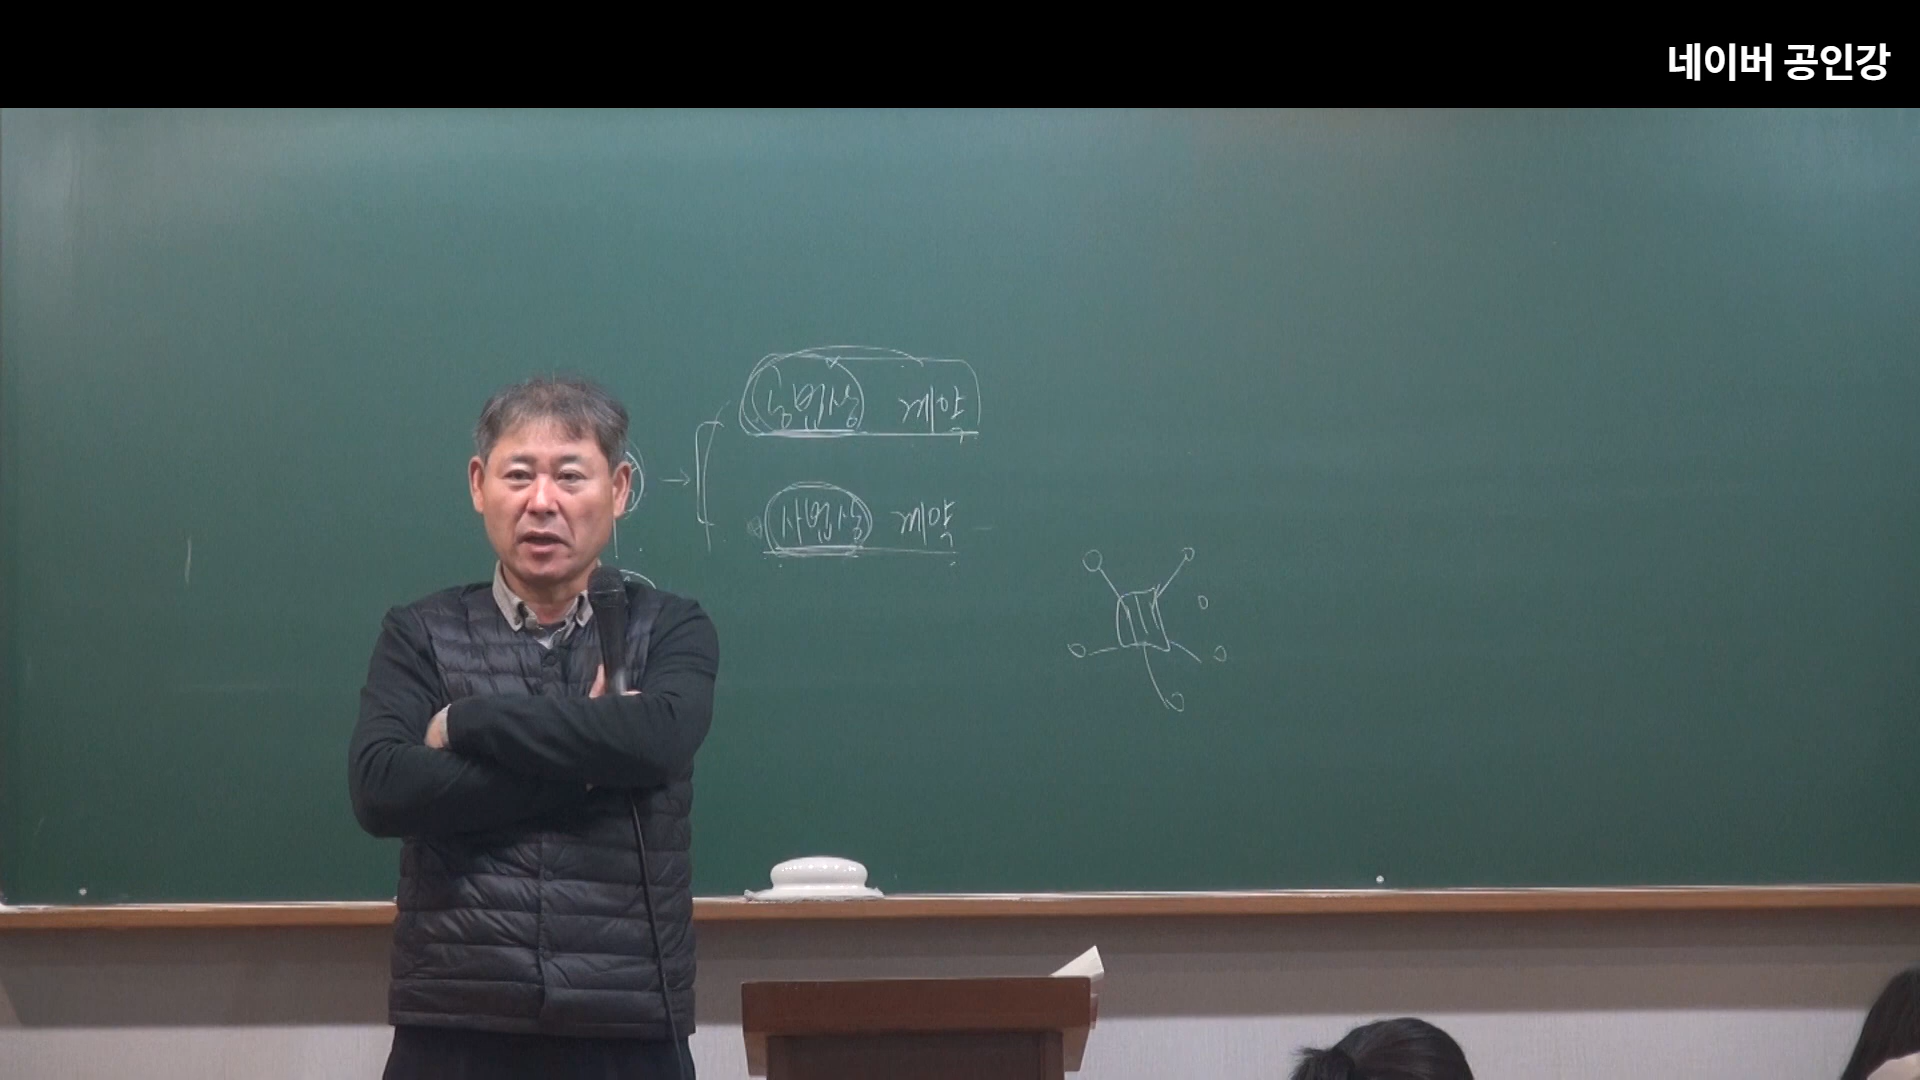 네이버 공인강
공법상 계약
→
사법상 계약